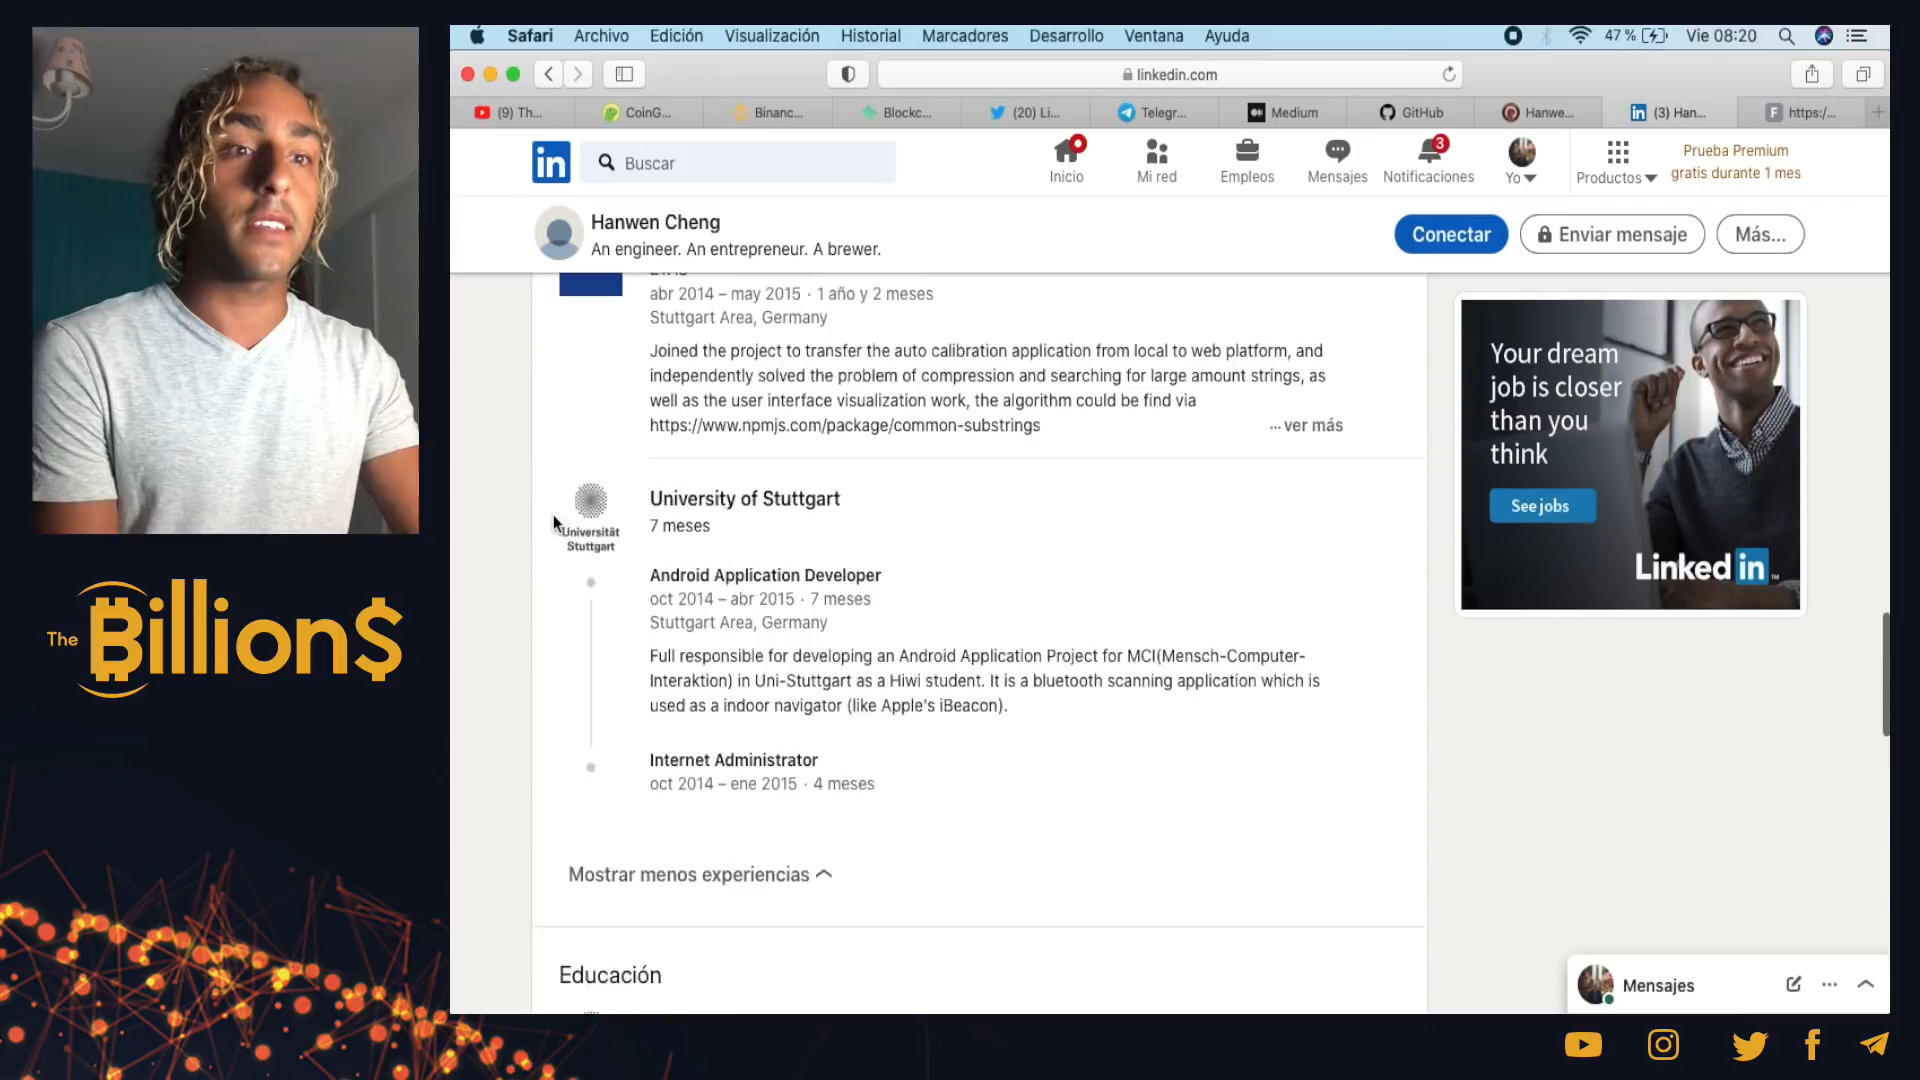 Safari Archivo Edición Visualización Historial Marcadores Desarrollo Ventana Ayuda 47 % Vie 08:20
linkedin.com
(9) Th... CoinG... Binanc... Blockc... (20) Li... Telegr... Medium GitHub Hanwe... (3) Han... https:/...
in Buscar Inicio Mi red Empleos Mensajes 3 Notificaciones Yo Productos Prueba Premium
gratis durante 1 mes
Hanwen Cheng
An engineer. An entrepreneur. A brewer.
Conectar Enviar mensaje Más...
abr 2014 – may 2015 · 1 año y 2 meses
Stuttgart Area, Germany
Joined the project to transfer the auto calibration application from local to web platform, and
independently solved the problem of compression and searching for large amount strings, as
well as the user interface visualization work, the algorithm could be find via
https://www.npmjs.com/package/common-substrings ...ver más
Universität
Stuttgart
University of Stuttgart
7 meses
Android Application Developer
oct 2014 – abr 2015 · 7 meses
Stuttgart Area, Germany
Full responsible for developing an Android Application Project for MCI(Mensch-Computer-
Interaktion) in Uni-Stuttgart as a Hiwi student. It is a bluetooth scanning application which is
used as a indoor navigator (like Apple's iBeacon).
Internet Administrator
oct 2014 – ene 2015 · 4 meses
Mostrar menos experiencias
Educación
Your dream
job is closer
than you
think
See jobs
Linked in
Mensajes
The Billion$